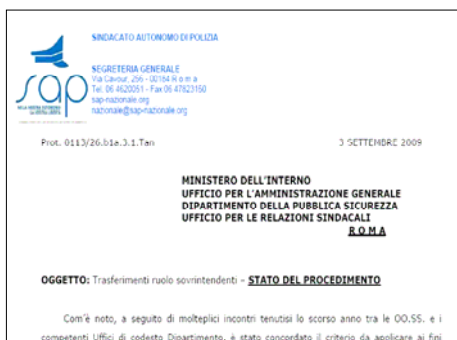 SINDACATO AUTONOMO DI POLIZIA
SEGRETERIA GENERALE
Via Cavour, 256 - 00184 R o m a
Tel. 06 4620051 - Fax 06 47823150
sap-nazionale.org
nazionale@sap-nazionale.org
sap
Prot. 0113/26.b1a.3.1.Tan
3 SETTEMBRE 2009
MINISTERO DELL'INTERNO
UFFICIO PER L'AMMINISTRAZIONE GENERALE
DIPARTIMENTO DELLA PUBBLICA SICUREZZA
UFFICIO PER LE RELAZIONI SINDACALI
R O M A
OGGETTO: Trasferimenti ruolo sovrintendenti – STATO DEL PROCEDIMENTO
Com'è noto, a seguito di molteplici incontri tenutisi lo scorso anno tra le OO.SS. e i
competenti Uffici di codesto Dipartimento, è stato concordato il criterio da applicare ai fini